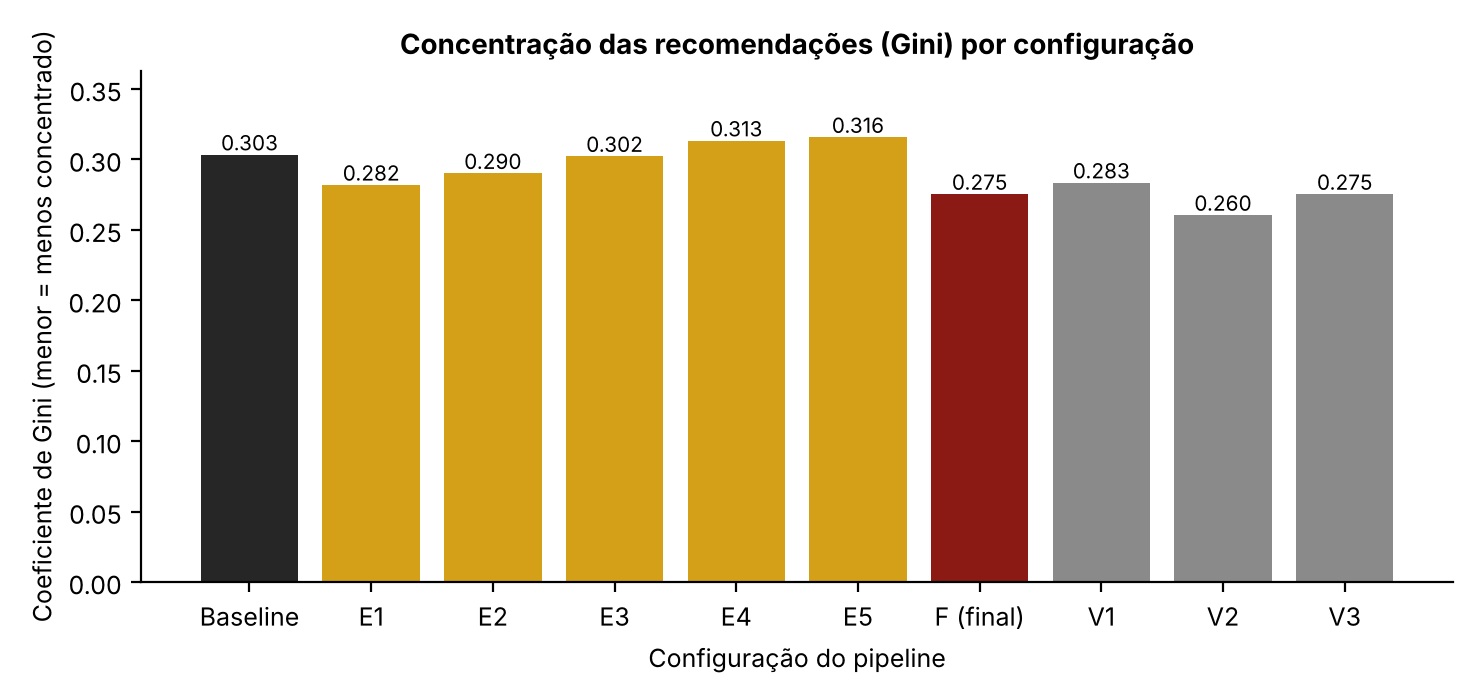 Concentração das recomendações (Gini) por configuração
Coeficiente de Gini (menor = menos concentrado)
0.35
0.30
0.25
0.20
0.15
0.10
0.05
0.00
0.303
0.282
0.290
0.302
0.313
0.316
0.275
0.283
0.260
0.275
Baseline
E1
E2
E3
E4
E5
F (final)
V1
V2
V3
Configuração do pipeline